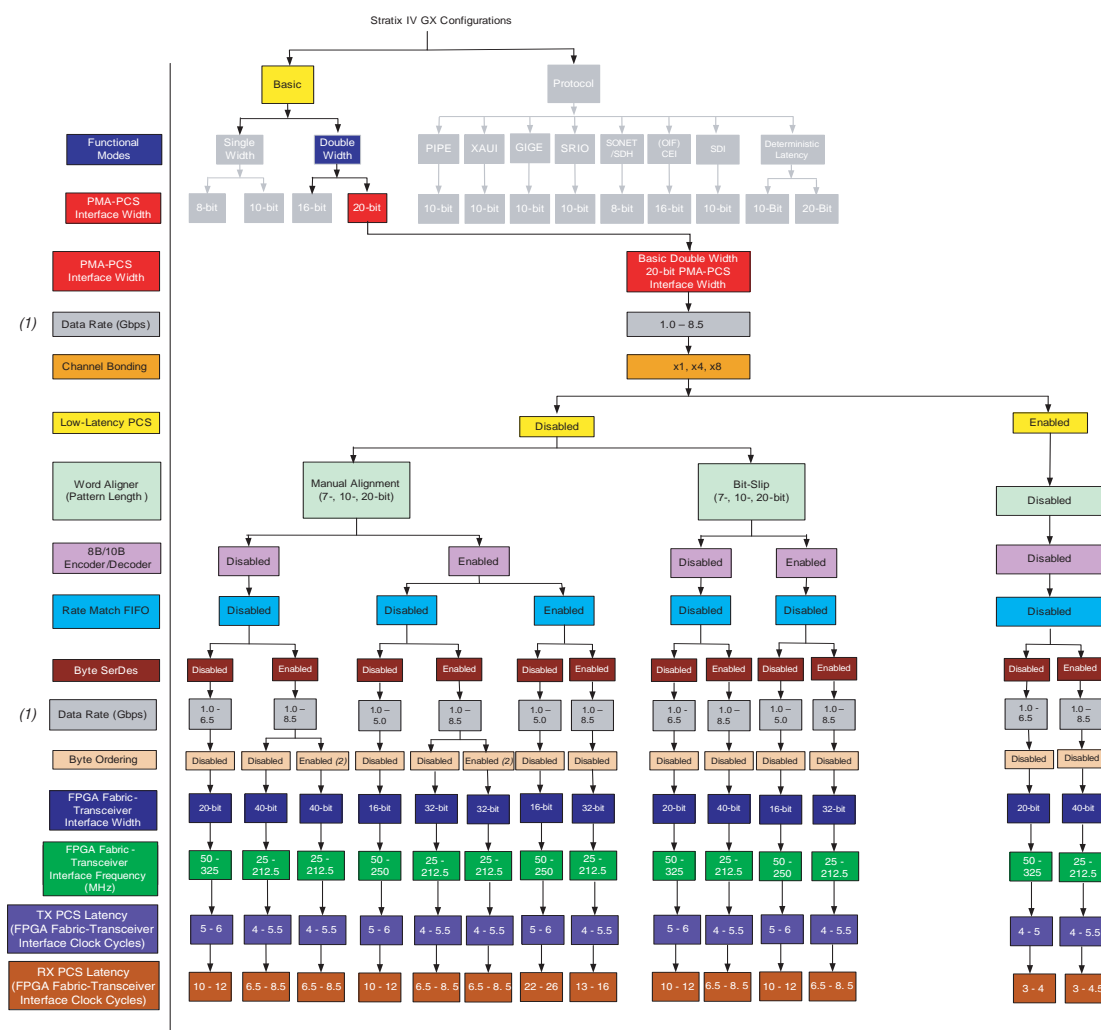 Stratix IV GX Configurations
Basic
Protocol
Functional
Modes
Single
Width
Double
Width
PIPE
XAUI
GIGE
SRIO
SONET
/SDH
(OIF)
CEI
SDI
Deterministic
Latency
PMA-PCS
Interface Width
8-bit
10-bit
16-bit
20-bit
10-bit
10-bit
10-bit
10-bit
8-bit
16-bit
10-bit
10-Bit
20-Bit
PMA-PCS
Interface Width
Basic Double Width
20-bit PMA-PCS
Interface Width
(1)
Data Rate (Gbps)
1.0 – 8.5
Channel Bonding
x1, x4, x8
Low-Latency PCS
Disabled
Enabled
Word Aligner
(Pattern Length )
Manual Alignment
(7-, 10-, 20-bit)
Bit-Slip
(7-, 10-, 20-bit)
Disabled
8B/10B
Encoder/Decoder
Disabled
Enabled
Disabled
Enabled
Disabled
Rate Match FIFO
Disabled
Disabled
Enabled
Disabled
Disabled
Disabled
Byte SerDes
Disabled
Enabled
Disabled
Enabled
Disabled
Enabled
Disabled
Enabled
Disabled
Enabled
Disabled
Enabled
(1)
Data Rate (Gbps)
1.0 -
6.5
1.0 –
8.5
1.0 -
5.0
1.0 –
8.5
1.0 -
5.0
1.0 –
8.5
1.0 -
6.5
1.0 –
8.5
1.0 -
5.0
1.0 –
8.5
1.0 -
6.5
1.0 –
8.5
Byte Ordering
Disabled
Disabled
Enabled (2)
Disabled
Disabled
Enabled (2)
Disabled
Disabled
Disabled
Disabled
Disabled
Disabled
Disabled
Disabled
FPGA Fabric-
Transceiver
Interface Width
20-bit
40-bit
40-bit
16-bit
32-bit
32-bit
16-bit
32-bit
20-bit
40-bit
16-bit
32-bit
20-bit
40-bit
FPGA Fabric -
Transceiver
Interface Frequency
(MHz)
50 -
325
25 -
212.5
25 -
212.5
50 -
250
25 -
212.5
25 -
212.5
50 -
250
25 -
212.5
50 -
325
25 -
212.5
50 -
250
25 -
212.5
50 -
325
25 -
212.5
TX PCS Latency
(FPGA Fabric-Transceiver
Interface Clock Cycles)
5 - 6
4 - 5.5
4 - 5.5
5 - 6
4 - 5.5
4 - 5.5
5 - 6
4 - 5.5
5 - 6
4 - 5.5
5 - 6
4 - 5.5
4 - 5
4 - 5.5
RX PCS Latency
(FPGA Fabric-Transceiver
Interface Clock Cycles)
10 - 12
6.5 - 8.5
6.5 - 8.5
10 - 12
6.5 - 8.5
6.5 - 8. 5
22 - 26
13 - 16
10 - 12
6.5 - 8. 5
10 - 12
6.5 - 8. 5
3 - 4
3 - 4.5